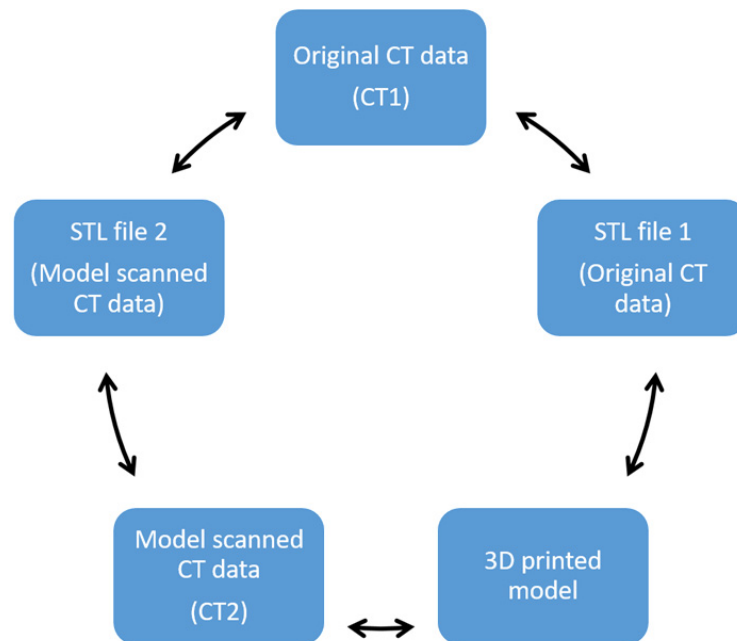 Original CT data
(CT1)
STL file 2
(Model scanned
CT data)
STL file 1
(Original CT
data)
Model scanned
CT data
(CT2)
3D printed
model